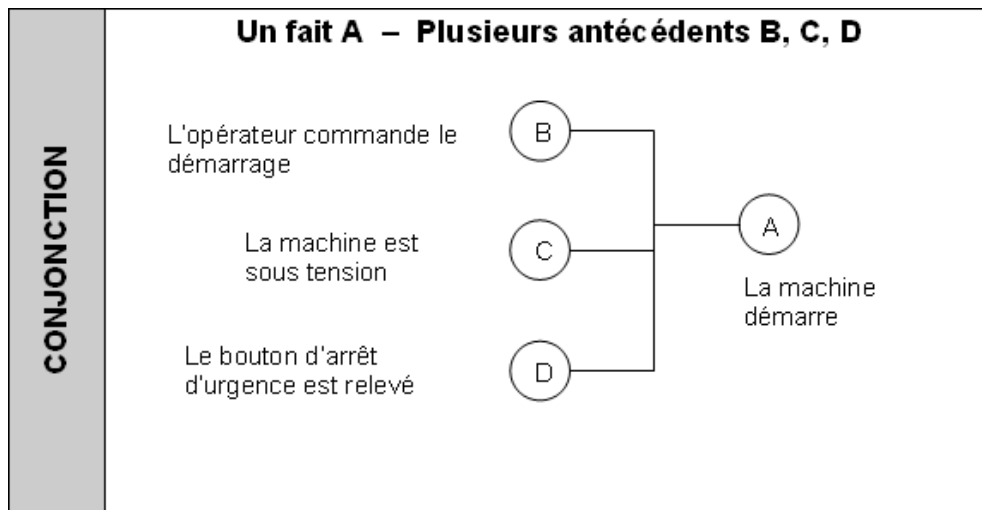 CONJONCTION
Un fait A – Plusieurs antécédents B, C, D
L'opérateur commande le
démarrage
B
La machine est
sous tension
C
A
La machine
démarre
Le bouton d'arrêt
d'urgence est relevé
D